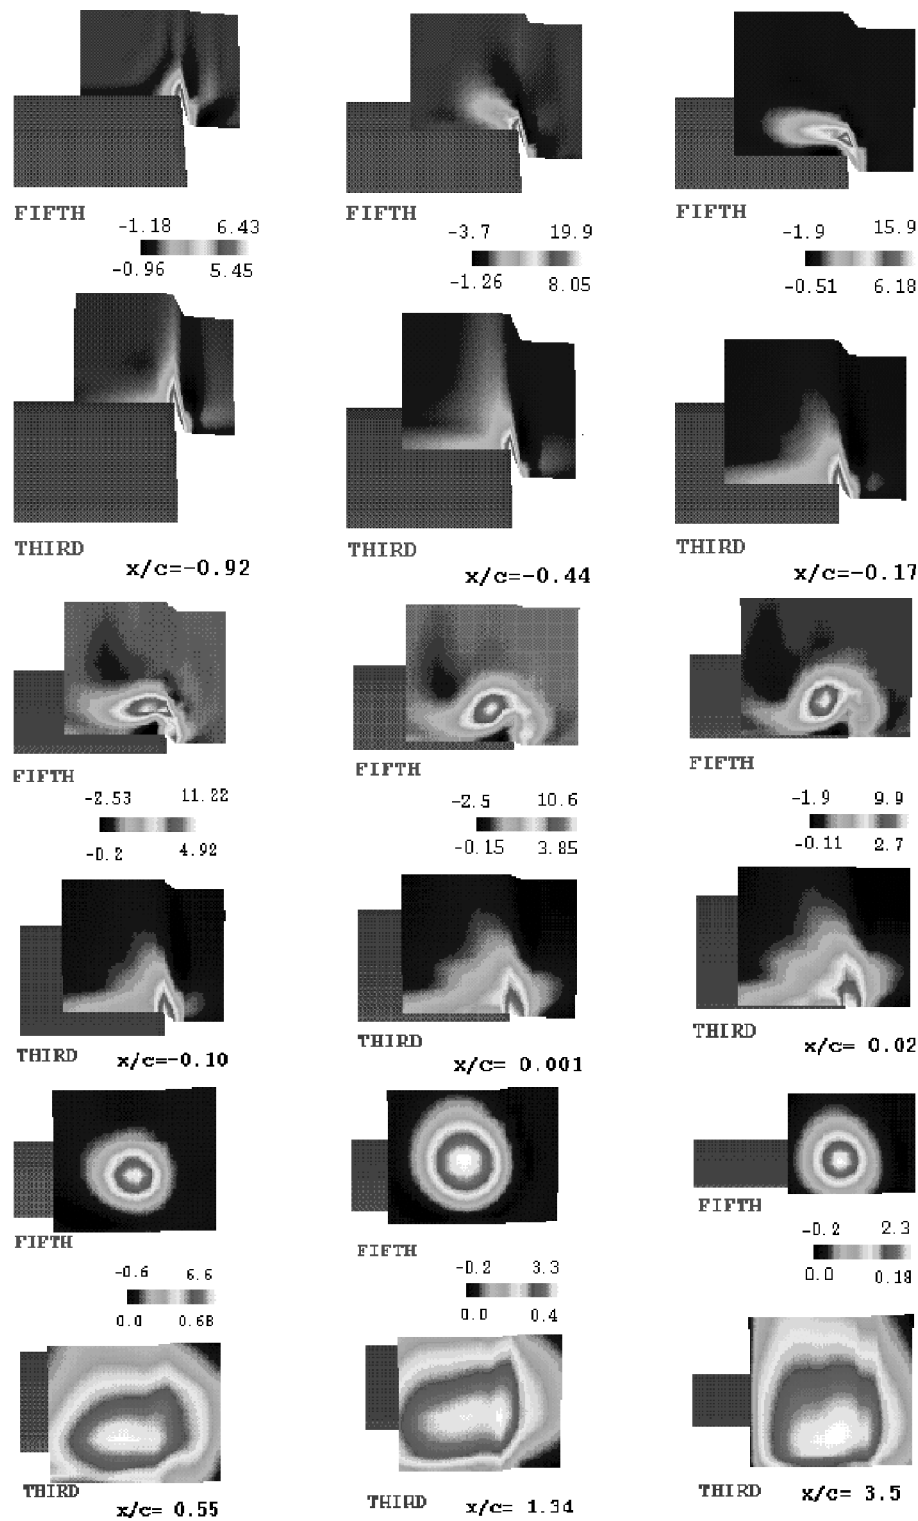 FIFTH
-1.18 6.43
-0.96 5.45
FIFTH
-3.7 19.9
-1.26 8.05
FIFTH
-1.9 15.9
-0.51 6.18
THIRD
x/c=-0.92
THIRD
x/c=-0.44
THIRD
x/c=-0.17
FIFTH
-2.53 11.22
-0.2 4.92
FIFTH
-2.5 10.6
-0.15 3.85
FIFTH
-1.9 9.9
-0.11 2.7
THIRD
x/c=-0.10
THIRD
x/c= 0.001
THIRD
x/c= 0.02
FIFTH
-0.6 6.6
0.0 0.68
FIFTH
-0.2 3.3
0.0 0.4
FIFTH
-0.2 2.3
0.0 0.18
THIRD
x/c= 0.55
THIRD
x/c= 1.34
THIRD
x/c= 3.5